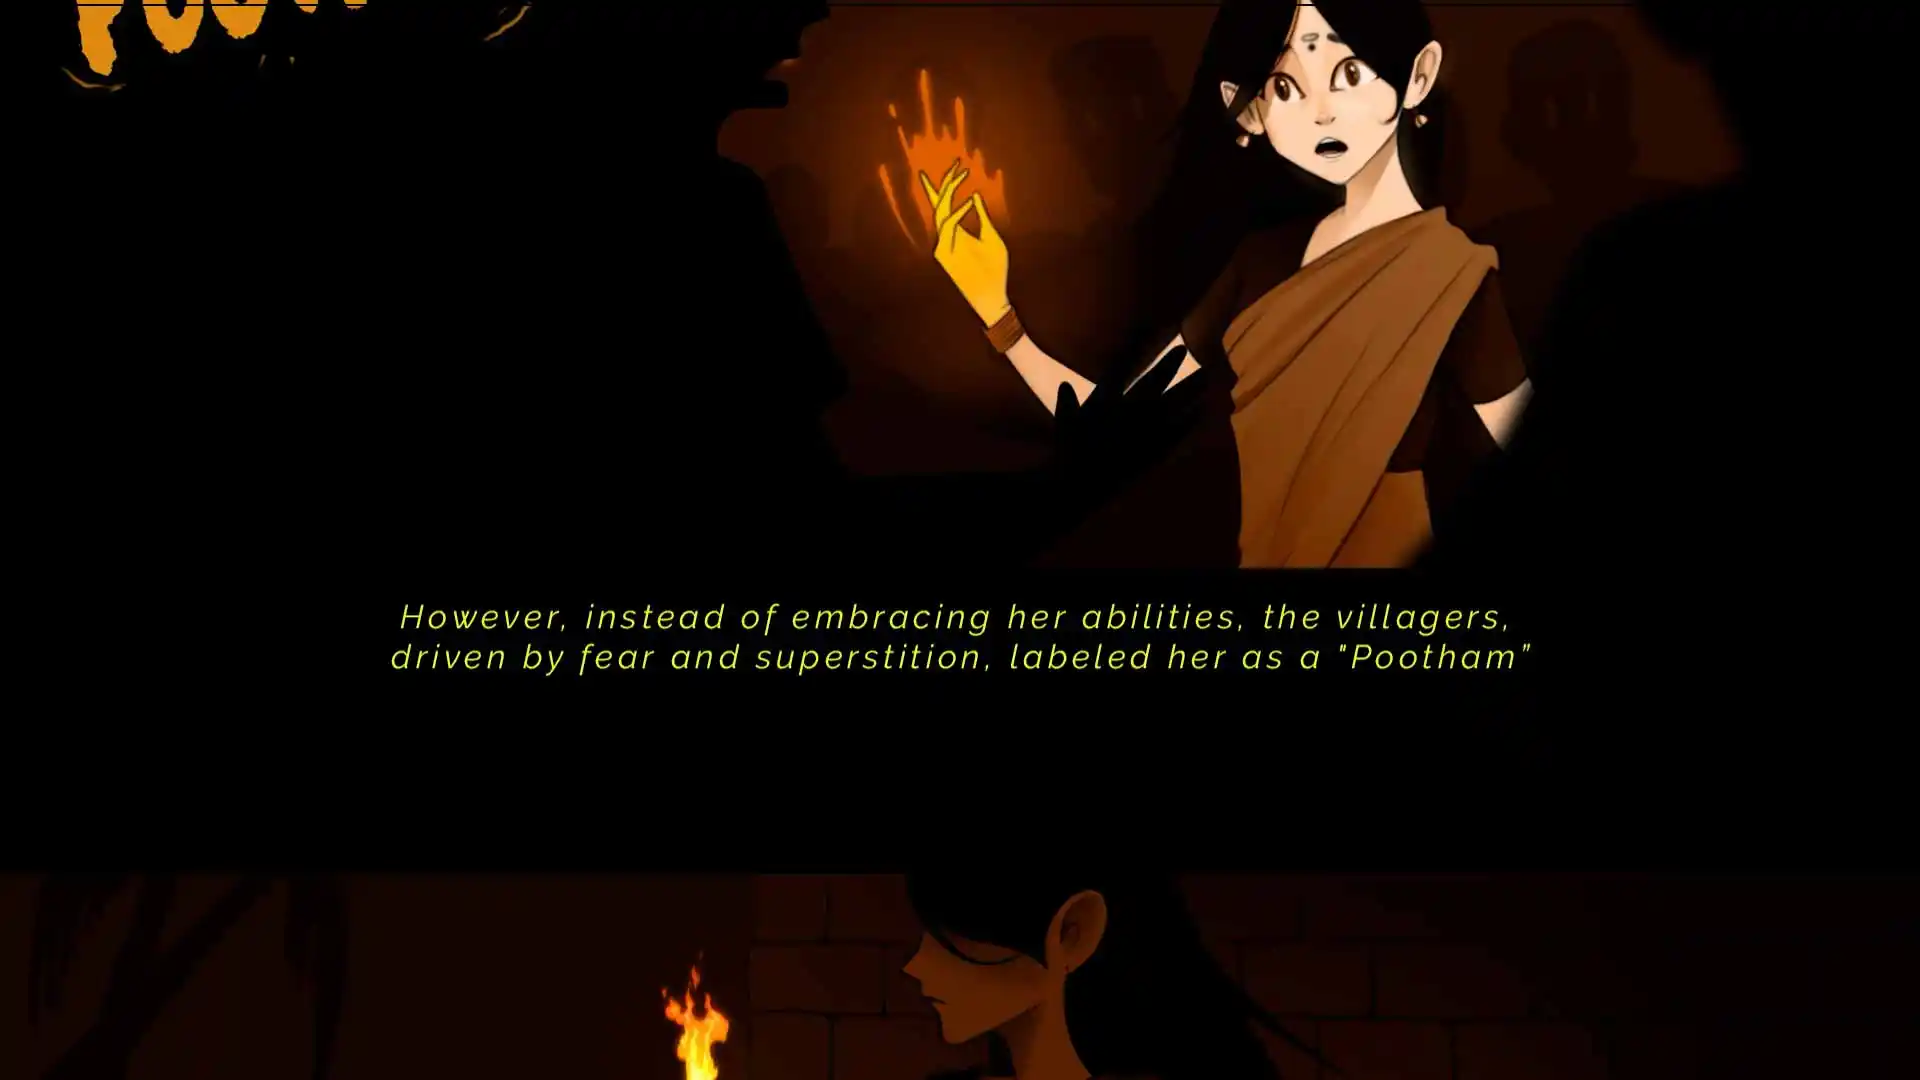 However, instead of embracing her abilities, the villagers,
driven by fear and superstition, labeled her as a "Pootham”